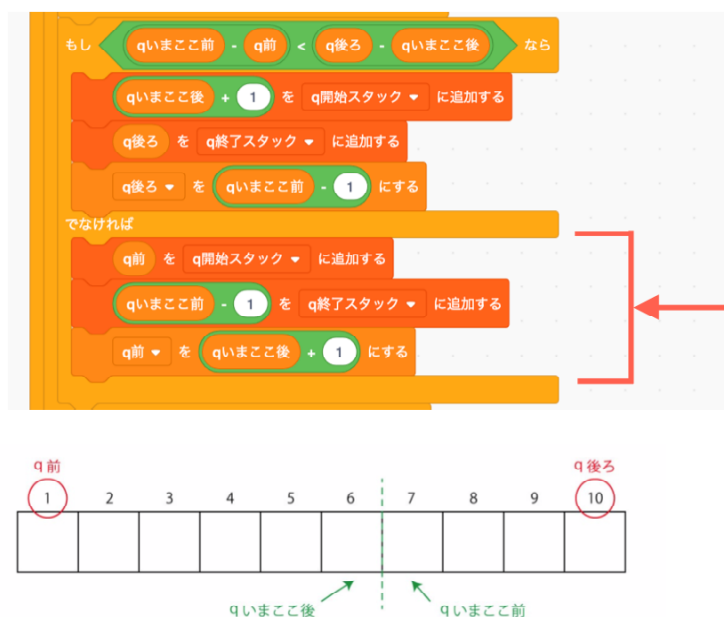 もし qいまここ前 - q前 < q後ろ - qいまここ後 なら
qいまここ後 + 1 を q開始スタック に追加する
q後ろ を q終了スタック に追加する
q後ろ を qいまここ前 - 1 にする
でなければ
q前 を q開始スタック に追加する
qいまここ前 - 1 を q終了スタック に追加する
q前 を qいまここ後 + 1 にする
q前 q後ろ
1 2 3 4 5 6 7 8 9 10
qいまここ後 qいまここ前